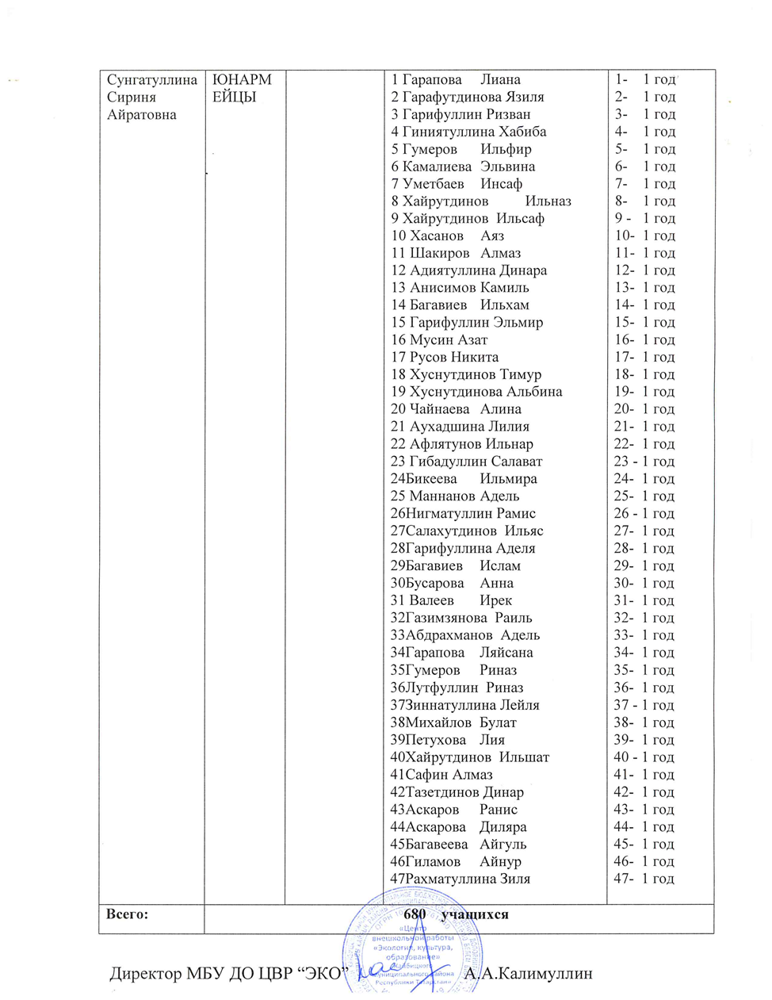 Сунгатуллина Сириня Айратовна
ЮНАРМ ЕЙЦЫ
1 Гарапова Лиана 1- 1 год
2 Гарафутдинова Язиля 2- 1 год
3 Гарифуллин Ризван 3- 1 год
4 Гиниятуллина Хабиба 4- 1 год
5 Гумеров Ильфир 5- 1 год
6 Камалиева Эльвина 6- 1 год
7 Уметбаев Инсаф 7- 1 год
8 Хайрутдинов Ильназ 8- 1 год
9 Хайрутдинов Ильсаф 9 - 1 год
10 Хасанов Аяз 10- 1 год
11 Шакиров Алмаз 11- 1 год
12 Адиятуллина Динара 12- 1 год
13 Анисимов Камиль 13- 1 год
14 Багавиев Ильхам 14- 1 год
15 Гарифуллин Эльмир 15- 1 год
16 Мусин Азат 16- 1 год
17 Русов Никита 17- 1 год
18 Хуснутдинов Тимур 18- 1 год
19 Хуснутдинова Альбина 19- 1 год
20 Чайнаева Алина 20- 1 год
21 Аухадшина Лилия 21- 1 год
22 Афлятунов Ильнар 22- 1 год
23 Гибадуллин Салават 23 - 1 год
24Бикеева Ильмира 24- 1 год
25 Маннанов Адель 25- 1 год
26Нигматуллин Рамис 26 - 1 год
27Салахутдинов Ильяс 27- 1 год
28Гарифуллина Аделя 28- 1 год
29Багавиев Ислам 29- 1 год
30Бусарова Анна 30- 1 год
31 Валеев Ирек 31- 1 год
32Газимзянова Раиль 32- 1 год
33Абдрахманов Адель 33- 1 год
34Гарапова Ляйсана 34- 1 год
35Гумеров Риназ 35- 1 год
36Лутфуллин Риназ 36- 1 год
37Зиннатуллина Лейля 37 - 1 год
38Михайлов Булат 38- 1 год
39Петухова Лия 39- 1 год
40Хайрутдинов Ильшат 40 - 1 год
41Сафин Алмаз 41- 1 год
42Тазетдинов Динар 42- 1 год
43Аскаров Ранис 43- 1 год
44Аскарова Диляра 44- 1 год
45Багавеева Айгуль 45- 1 год
46Гиламов Айнур 46- 1 год
47Рахматуллина Зиля 47- 1 год
Всего: 680 учащихся
«Центр
внешкольной работы
«Экология, культура,
образование»
Кайбицкого
муниципального района
Республики Татарстан
Директор МБУ ДО ЦВР “ЭКО” А.А.Калимуллин